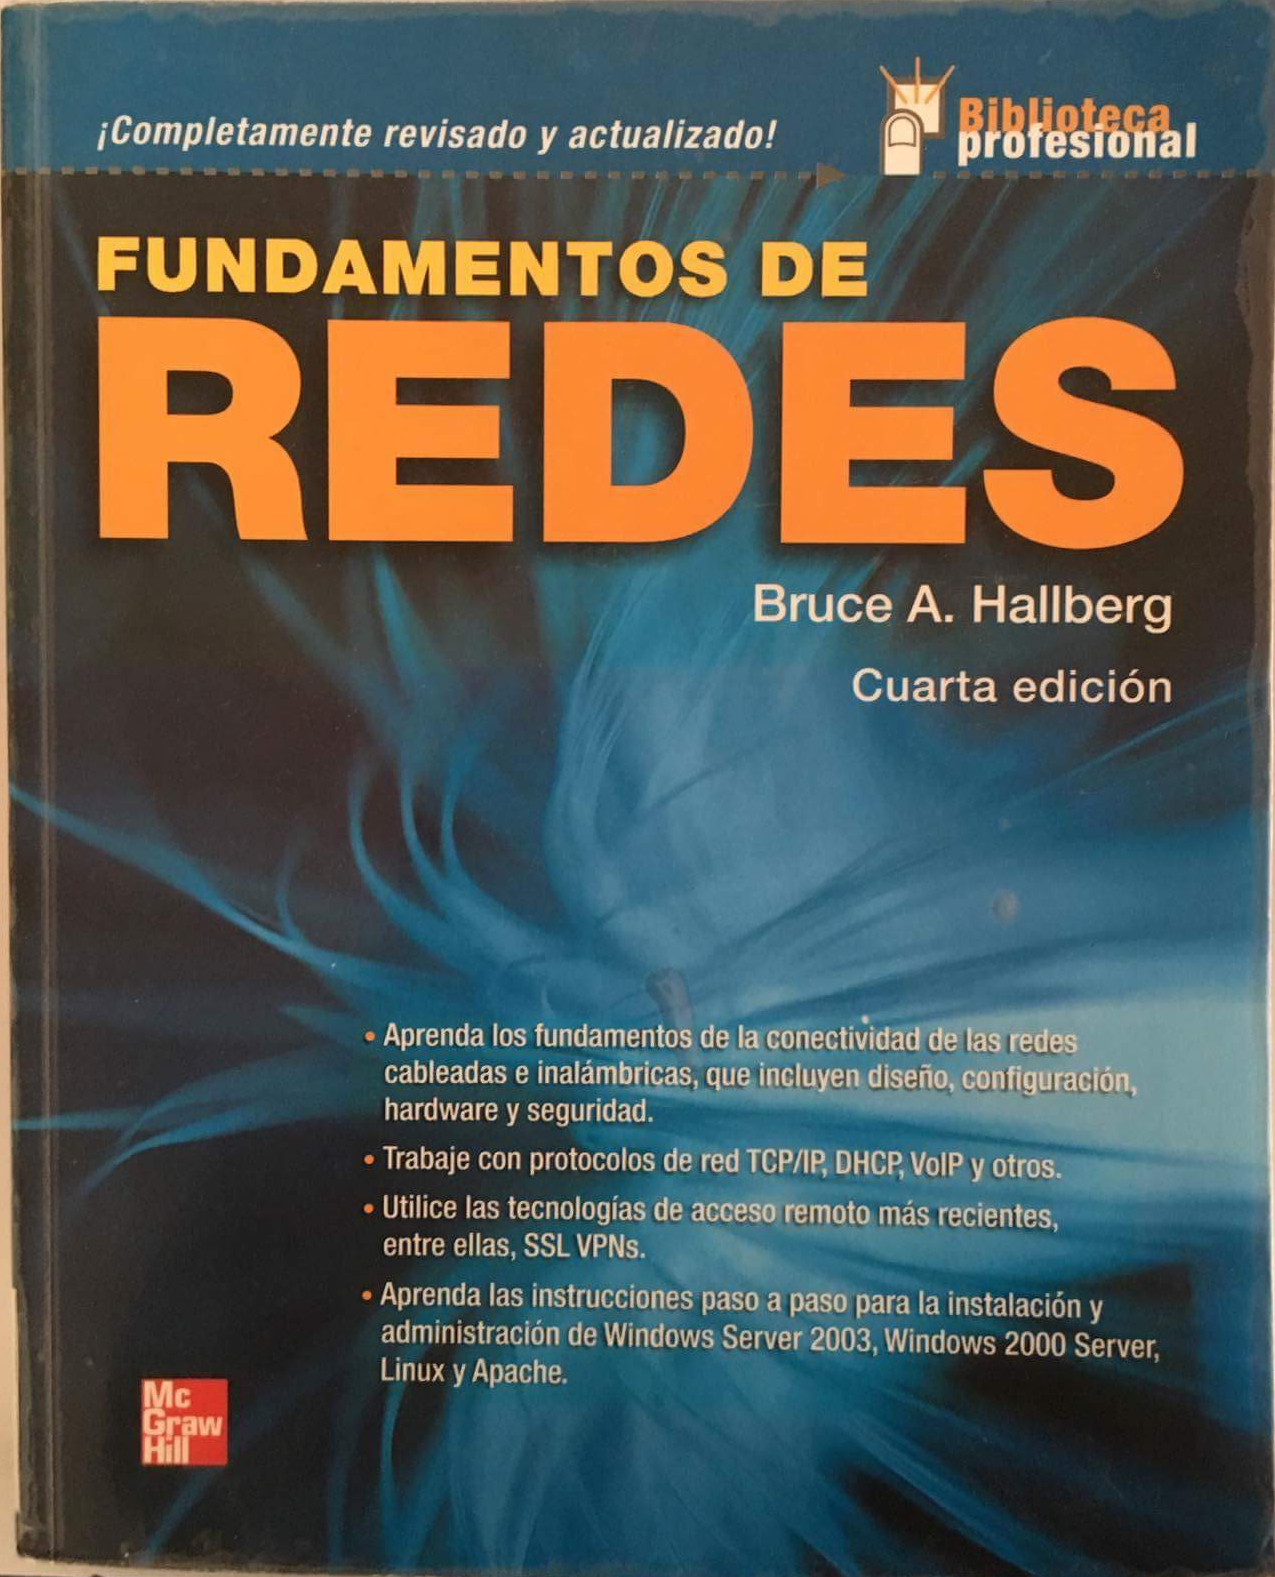 ¡Completamente revisado y actualizado!
Biblioteca
profesional
FUNDAMENTOS DE
REDES
Bruce A. Hallberg
Cuarta edición
• Aprenda los fundamentos de la conectividad de las redes
cableadas e inalámbricas, que incluyen diseño, configuración,
hardware y seguridad.
• Trabaje con protocolos de red TCP/IP, DHCP, VoIP y otros.
• Utilice las tecnologías de acceso remoto más recientes,
entre ellas, SSL VPNs.
• Aprenda las instrucciones paso a paso para la instalación y
administración de Windows Server 2003, Windows 2000 Server,
Linux y Apache.
Mc
Graw
Hill